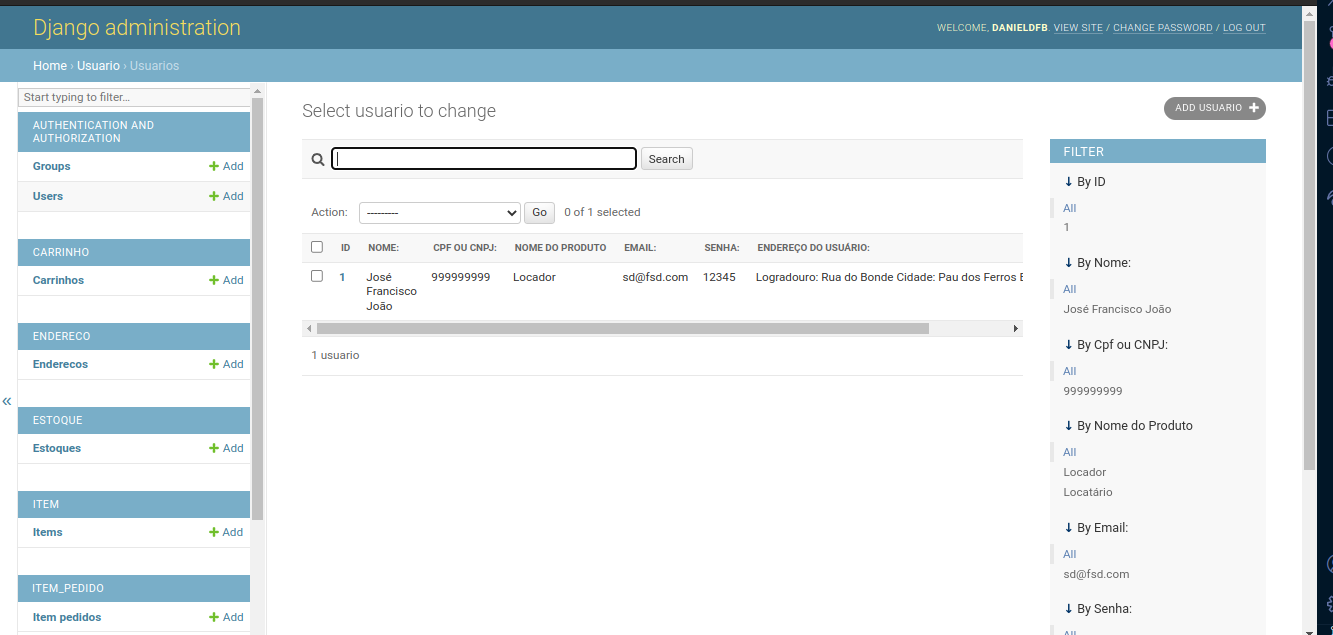 Django administration
WELCOME, DANIELDFB. VIEW SITE / CHANGE PASSWORD / LOG OUT
Home › Usuario › Usuarios
Start typing to filter...
AUTHENTICATION AND
AUTHORIZATION
Groups + Add
Users + Add
CARRINHO
Carrinhos + Add
ENDERECO
Enderecos + Add
«
ESTOQUE
Estoques + Add
ITEM
Items + Add
ITEM_PEDIDO
Item pedidos + Add
Select usuario to change
ADD USUARIO +
Search
Action: --------- Go 0 of 1 selected
ID NOME: CPF OU CNPJ: NOME DO PRODUTO EMAIL: SENHA: ENDEREÇO DO USUÁRIO:
1 José 999999999 Locador sd@fsd.com 12345 Logradouro: Rua do Bonde Cidade: Pau dos Ferros
Francisco
João
1 usuario
FILTER
↓ By ID
All
1
↓ By Nome:
All
José Francisco João
↓ By Cpf ou CNPJ:
All
999999999
↓ By Nome do Produto
All
Locador
Locatário
↓ By Email:
All
sd@fsd.com
↓ By Senha:
All